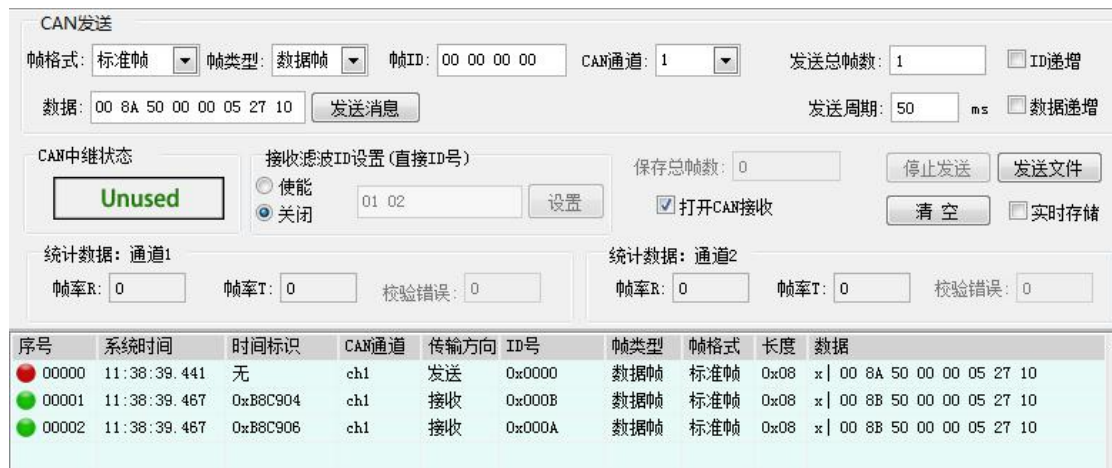 CAN发送
帧格式: 标准帧 帧类型: 数据帧 帧ID: 00 00 00 00 CAN通道: 1 发送总帧数: 1 ID递增
数据: 00 8A 50 00 00 05 27 10 发送消息 发送周期: 50 ms 数据递增
CAN中继状态 接收滤波ID设置(直接ID号) 保存总帧数: 0 停止发送 发送文件
Unused 使能 01 02 设置
关闭 打开CAN接收 清 空 实时存储
统计数据: 通道1 统计数据: 通道2
帧率R: 0 帧率T: 0 校验错误: 0 帧率R: 0 帧率T: 0 校验错误: 0
序号 系统时间 时间标识 CAN通道 传输方向 ID号 帧类型 帧格式 长度 数据
00000 11:38:39.441 无 ch1 发送 0x0000 数据帧 标准帧 0x08 x| 00 8A 50 00 00 05 27 10
00001 11:38:39.467 0xB8C904 ch1 接收 0x000B 数据帧 标准帧 0x08 x| 00 8B 50 00 00 05 27 10
00002 11:38:39.467 0xB8C906 ch1 接收 0x000A 数据帧 标准帧 0x08 x| 00 8B 50 00 00 05 27 10